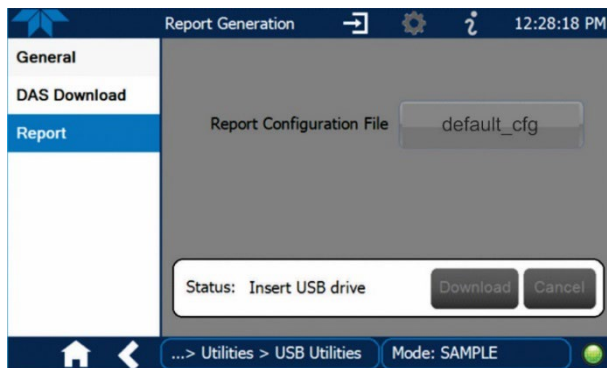 Report Generation 12:28:18 PM
General
DAS Download
Report
Report Configuration File default_cfg
Status: Insert USB drive Download Cancel
...> Utilities > USB Utilities Mode: SAMPLE